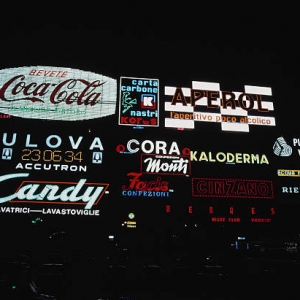 BEVETE
Coca-Cola
carta
carbone
K
nastri
Kores
APEROL
l'aperitivo poco alcolico
BULOVA
23 06 34
ACCUTRON
CORA
Monti
KALODERMA
Facis
CONFEZIONI
CINZANO
Candy
LAVATRICI-LAVASTOVIGLIE